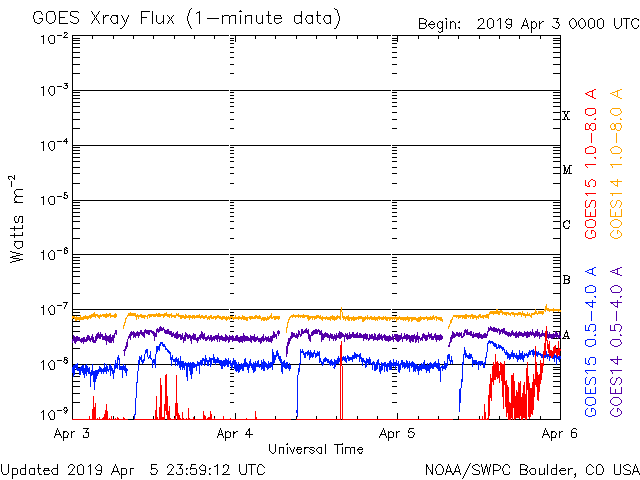 GOES Xray Flux (1-minute data)
Begin: 2019 Apr 3 0000 UTC
10⁻²
10⁻³
10⁻⁴
10⁻⁵
10⁻⁶
10⁻⁷
10⁻⁸
10⁻⁹
Watts m⁻²
X
M
C
B
A
GOES15 1.0-8.0 A
GOES14 1.0-8.0 A
GOES15 0.5-4.0 A
GOES14 0.5-4.0 A
Apr 3
Apr 4
Apr 5
Apr 6
Universal Time
Updated 2019 Apr 5 23:59:12 UTC
NOAA/SWPC Boulder, CO USA